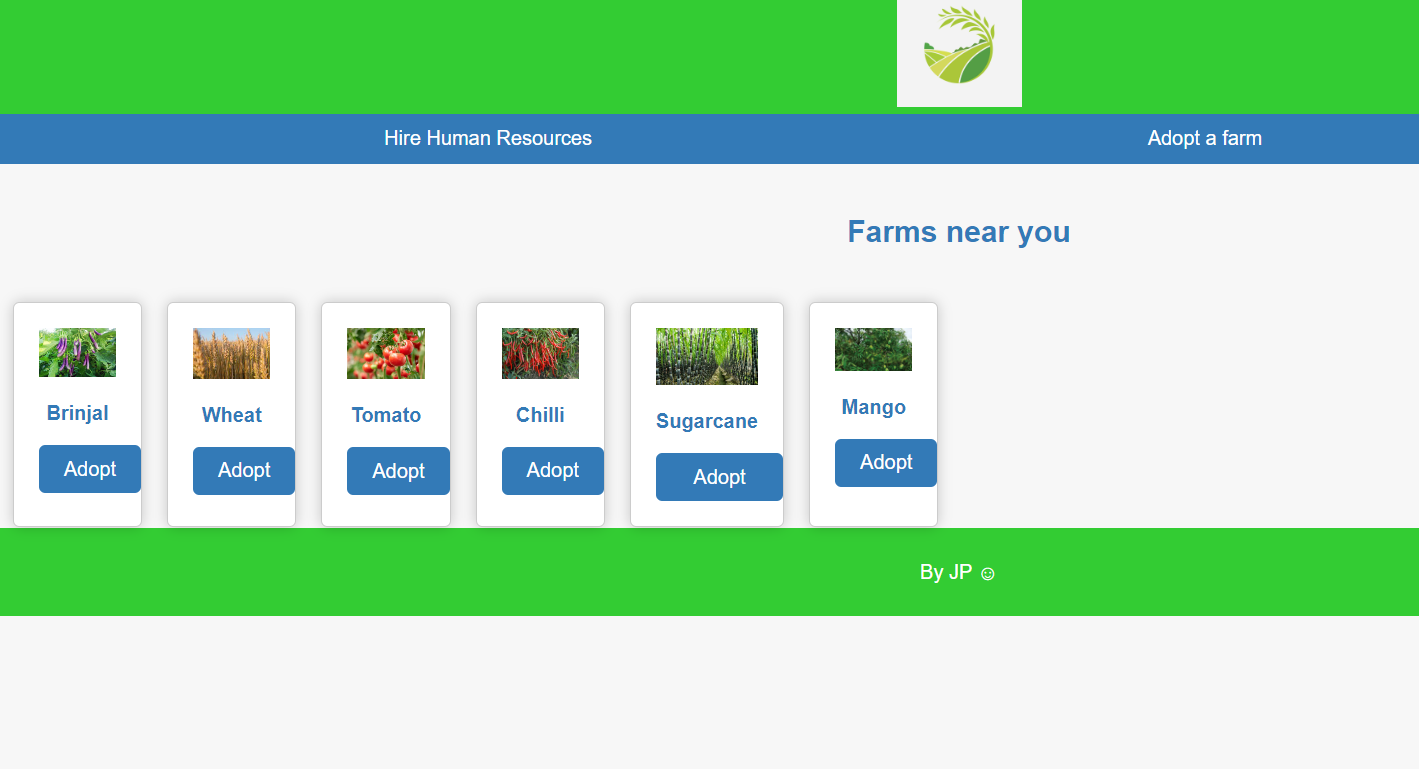 Hire Human Resources
Adopt a farm
Farms near you
Brinjal
Adopt
Wheat
Adopt
Tomato
Adopt
Chilli
Adopt
Sugarcane
Adopt
Mango
Adopt
By JP ☺